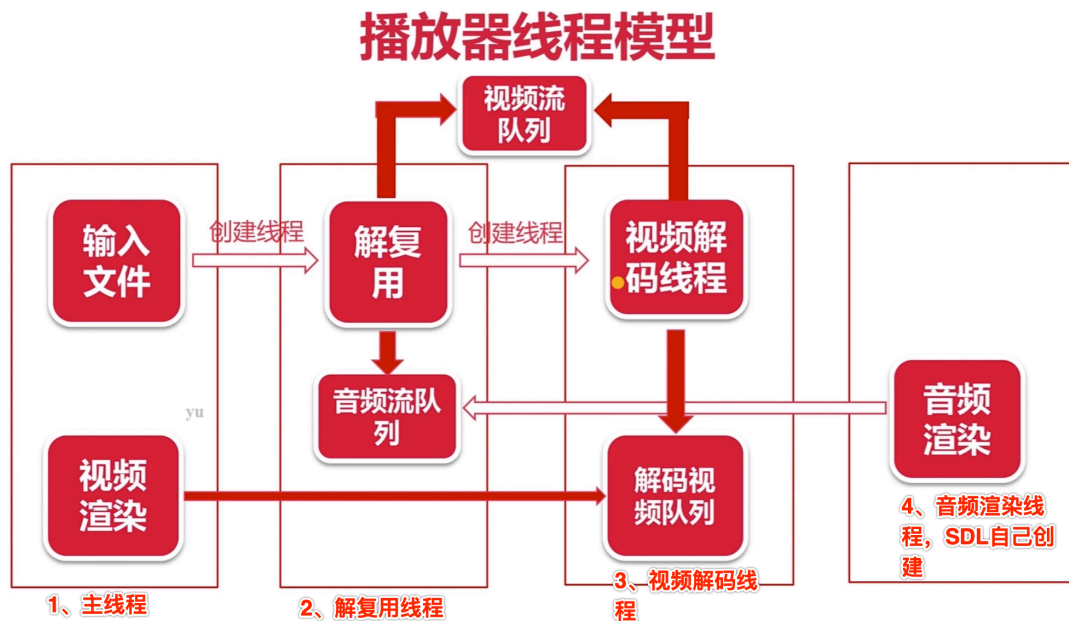 播放器线程模型
视频流
队列
输入
文件
创建线程
解复
用
创建线程
视频解
码线程
音频流队
列
yu
视频
渲染
解码视
频队列
音频
渲染
1、主线程
2、解复用线程
3、视频解码线
程
4、音频渲染线
程，SDL自己创
建